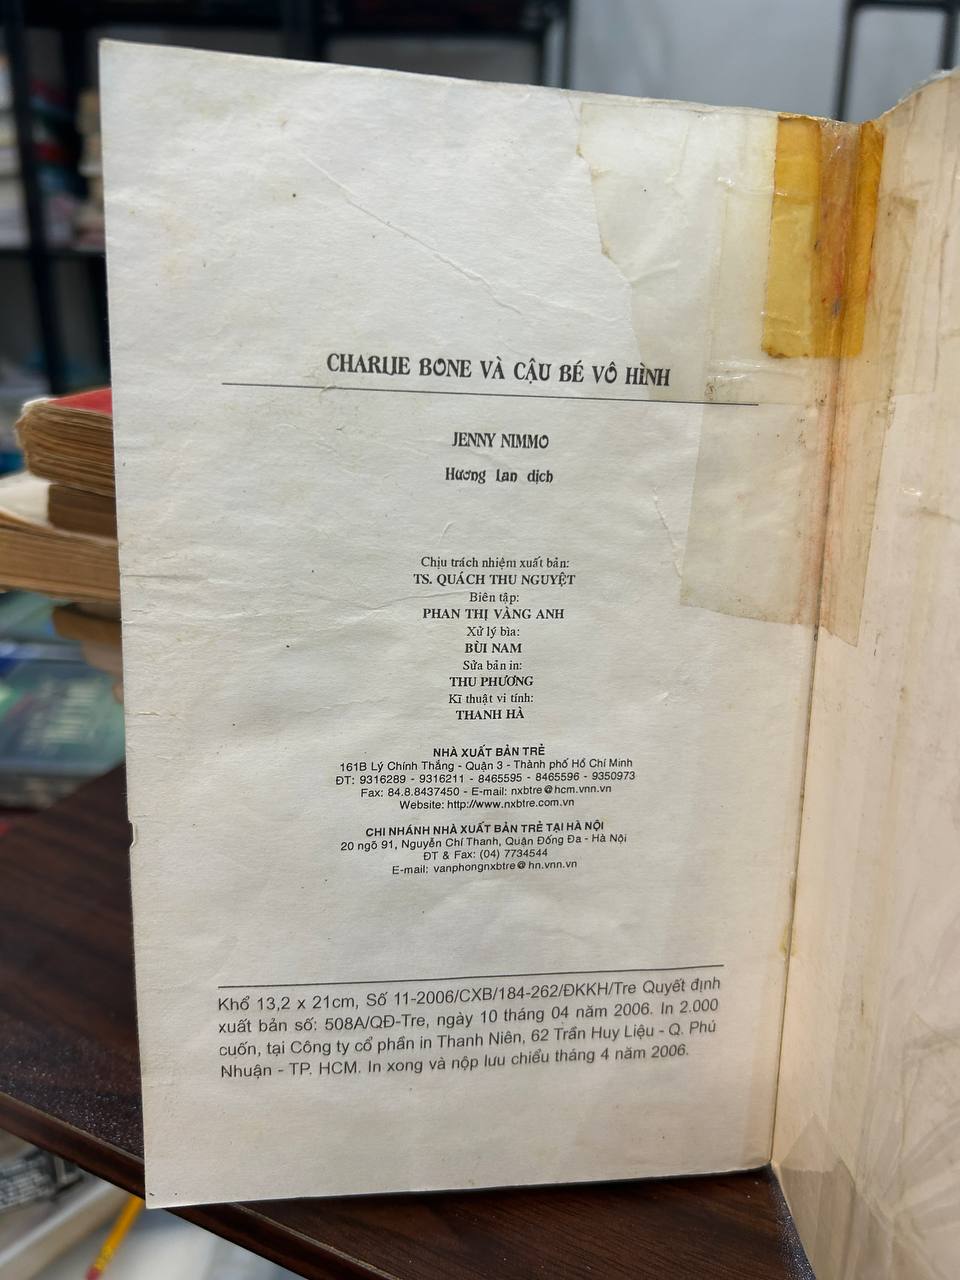 CHARLIE BONE VÀ CẬU BÉ VÔ HÌNH
JENNY NIMMO
Hương Lan dịch
Chịu trách nhiệm xuất bản:
TS. QUÁCH THU NGUYỆT
Biên tập:
PHAN THỊ VÀNG ANH
Xử lý bìa:
BÙI NAM
Sửa bản in:
THU PHƯƠNG
Kĩ thuật vi tính:
THANH HÀ
NHÀ XUẤT BẢN TRẺ
161B Lý Chính Thắng - Quận 3 - Thành phố Hồ Chí Minh
ĐT: 9316289 - 9316211 - 8465595 - 8465596 - 9350973
Fax: 84.8.8437450 - E-mail: nxbtre@hcm.vnn.vn
Website: http://www.nxbtre.com.vn
CHI NHÁNH NHÀ XUẤT BẢN TRẺ TẠI HÀ NỘI
20 ngõ 91, Nguyễn Chí Thanh, Quận Đống Đa - Hà Nội
ĐT & Fax: (04) 7734544
E-mail: vanphongnxbtre@hn.vnn.vn
Khổ 13,2 x 21cm, Số 11-2006/CXB/184-262/ĐKKH/Tre Quyết định
xuất bản số: 508A/QĐ-Tre, ngày 10 tháng 04 năm 2006. In 2.000
cuốn, tại Công ty cổ phần in Thanh Niên, 62 Trần Huy Liệu - Q. Phú
Nhuận - TP. HCM. In xong và nộp lưu chiểu tháng 4 năm 2006.